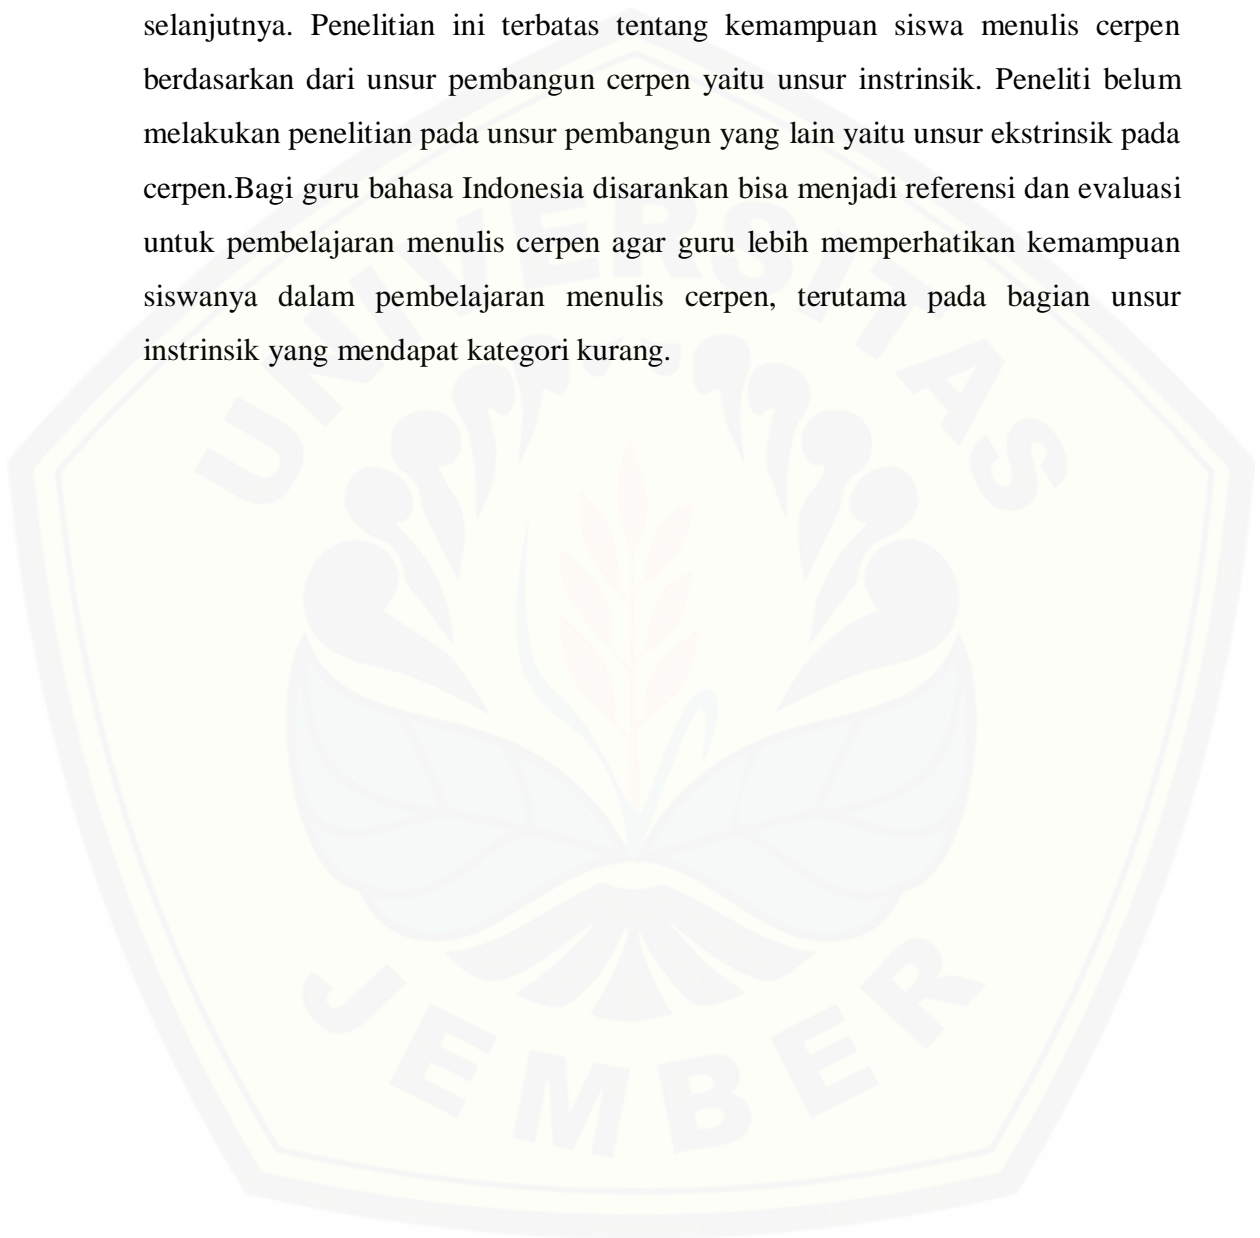 selanjutnya. Penelitian ini terbatas tentang kemampuan siswa menulis cerpen
berdasarkan dari unsur pembangun cerpen yaitu unsur instrinsik. Peneliti belum
melakukan penelitian pada unsur pembangun yang lain yaitu unsur ekstrinsik pada
cerpen.Bagi guru bahasa Indonesia disarankan bisa menjadi referensi dan evaluasi
untuk pembelajaran menulis cerpen agar guru lebih memperhatikan kemampuan
siswanya dalam pembelajaran menulis cerpen, terutama pada bagian unsur
instrinsik yang mendapat kategori kurang.
UNIVERSITAS
JEMBER